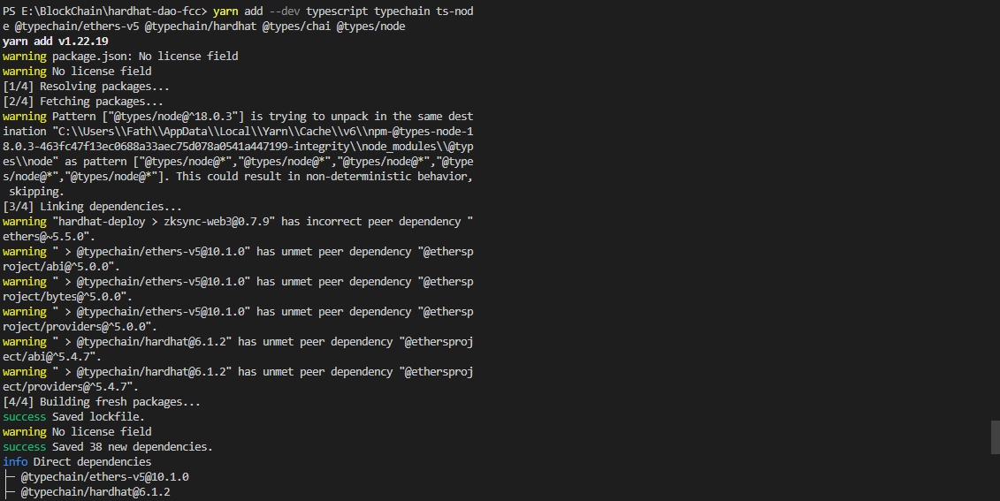 PS E:\BlockChain\hardhat-dao-fcc> yarn add --dev typescript typechain ts-nod
e @typechain/ethers-v5 @typechain/hardhat @types/chai @types/node
yarn add v1.22.19
warning package.json: No license field
warning No license field
[1/4] Resolving packages...
[2/4] Fetching packages...
warning Pattern ["@types/node@^18.0.3"] is trying to unpack in the same dest
ination "C:\\Users\\Fath\\AppData\\Local\\Yarn\\Cache\\v6\\npm-@types-node-1
8.0.3-463fc47f13ec0688a33aec75d078a0541a447199-integrity\\node_modules\\@typ
es\\node" as pattern ["@types/node@*","@types/node@*","@types/node@*","@type
s/node@*","@types/node@*"]. This could result in non-deterministic behavior,
 skipping.
[3/4] Linking dependencies...
warning "hardhat-deploy > zksync-web3@0.7.9" has incorrect peer dependency "
ethers@~5.5.0".
warning " > @typechain/ethers-v5@10.1.0" has unmet peer dependency "@ethersp
roject/abi@^5.0.0".
warning " > @typechain/ethers-v5@10.1.0" has unmet peer dependency "@ethersp
roject/bytes@^5.0.0".
warning " > @typechain/ethers-v5@10.1.0" has unmet peer dependency "@ethersp
roject/providers@^5.0.0".
warning " > @typechain/hardhat@6.1.2" has unmet peer dependency "@ethersproj
ect/abi@^5.4.7".
warning " > @typechain/hardhat@6.1.2" has unmet peer dependency "@ethersproj
ect/providers@^5.4.7".
[4/4] Building fresh packages...
success Saved lockfile.
warning No license field
success Saved 38 new dependencies.
info Direct dependencies
├─ @typechain/ethers-v5@10.1.0
├─ @typechain/hardhat@6.1.2